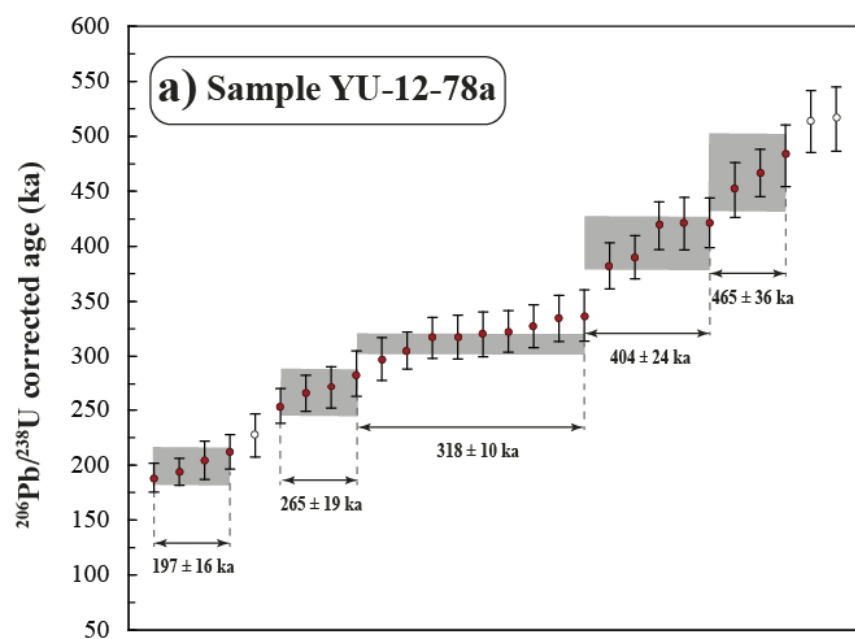 600
550
500
450
400
350
300
250
200
150
100
50
²⁰⁶Pb/²³⁸U corrected age (ka)
a) Sample YU-12-78a
465 ± 36 ka
404 ± 24 ka
318 ± 10 ka
265 ± 19 ka
197 ± 16 ka